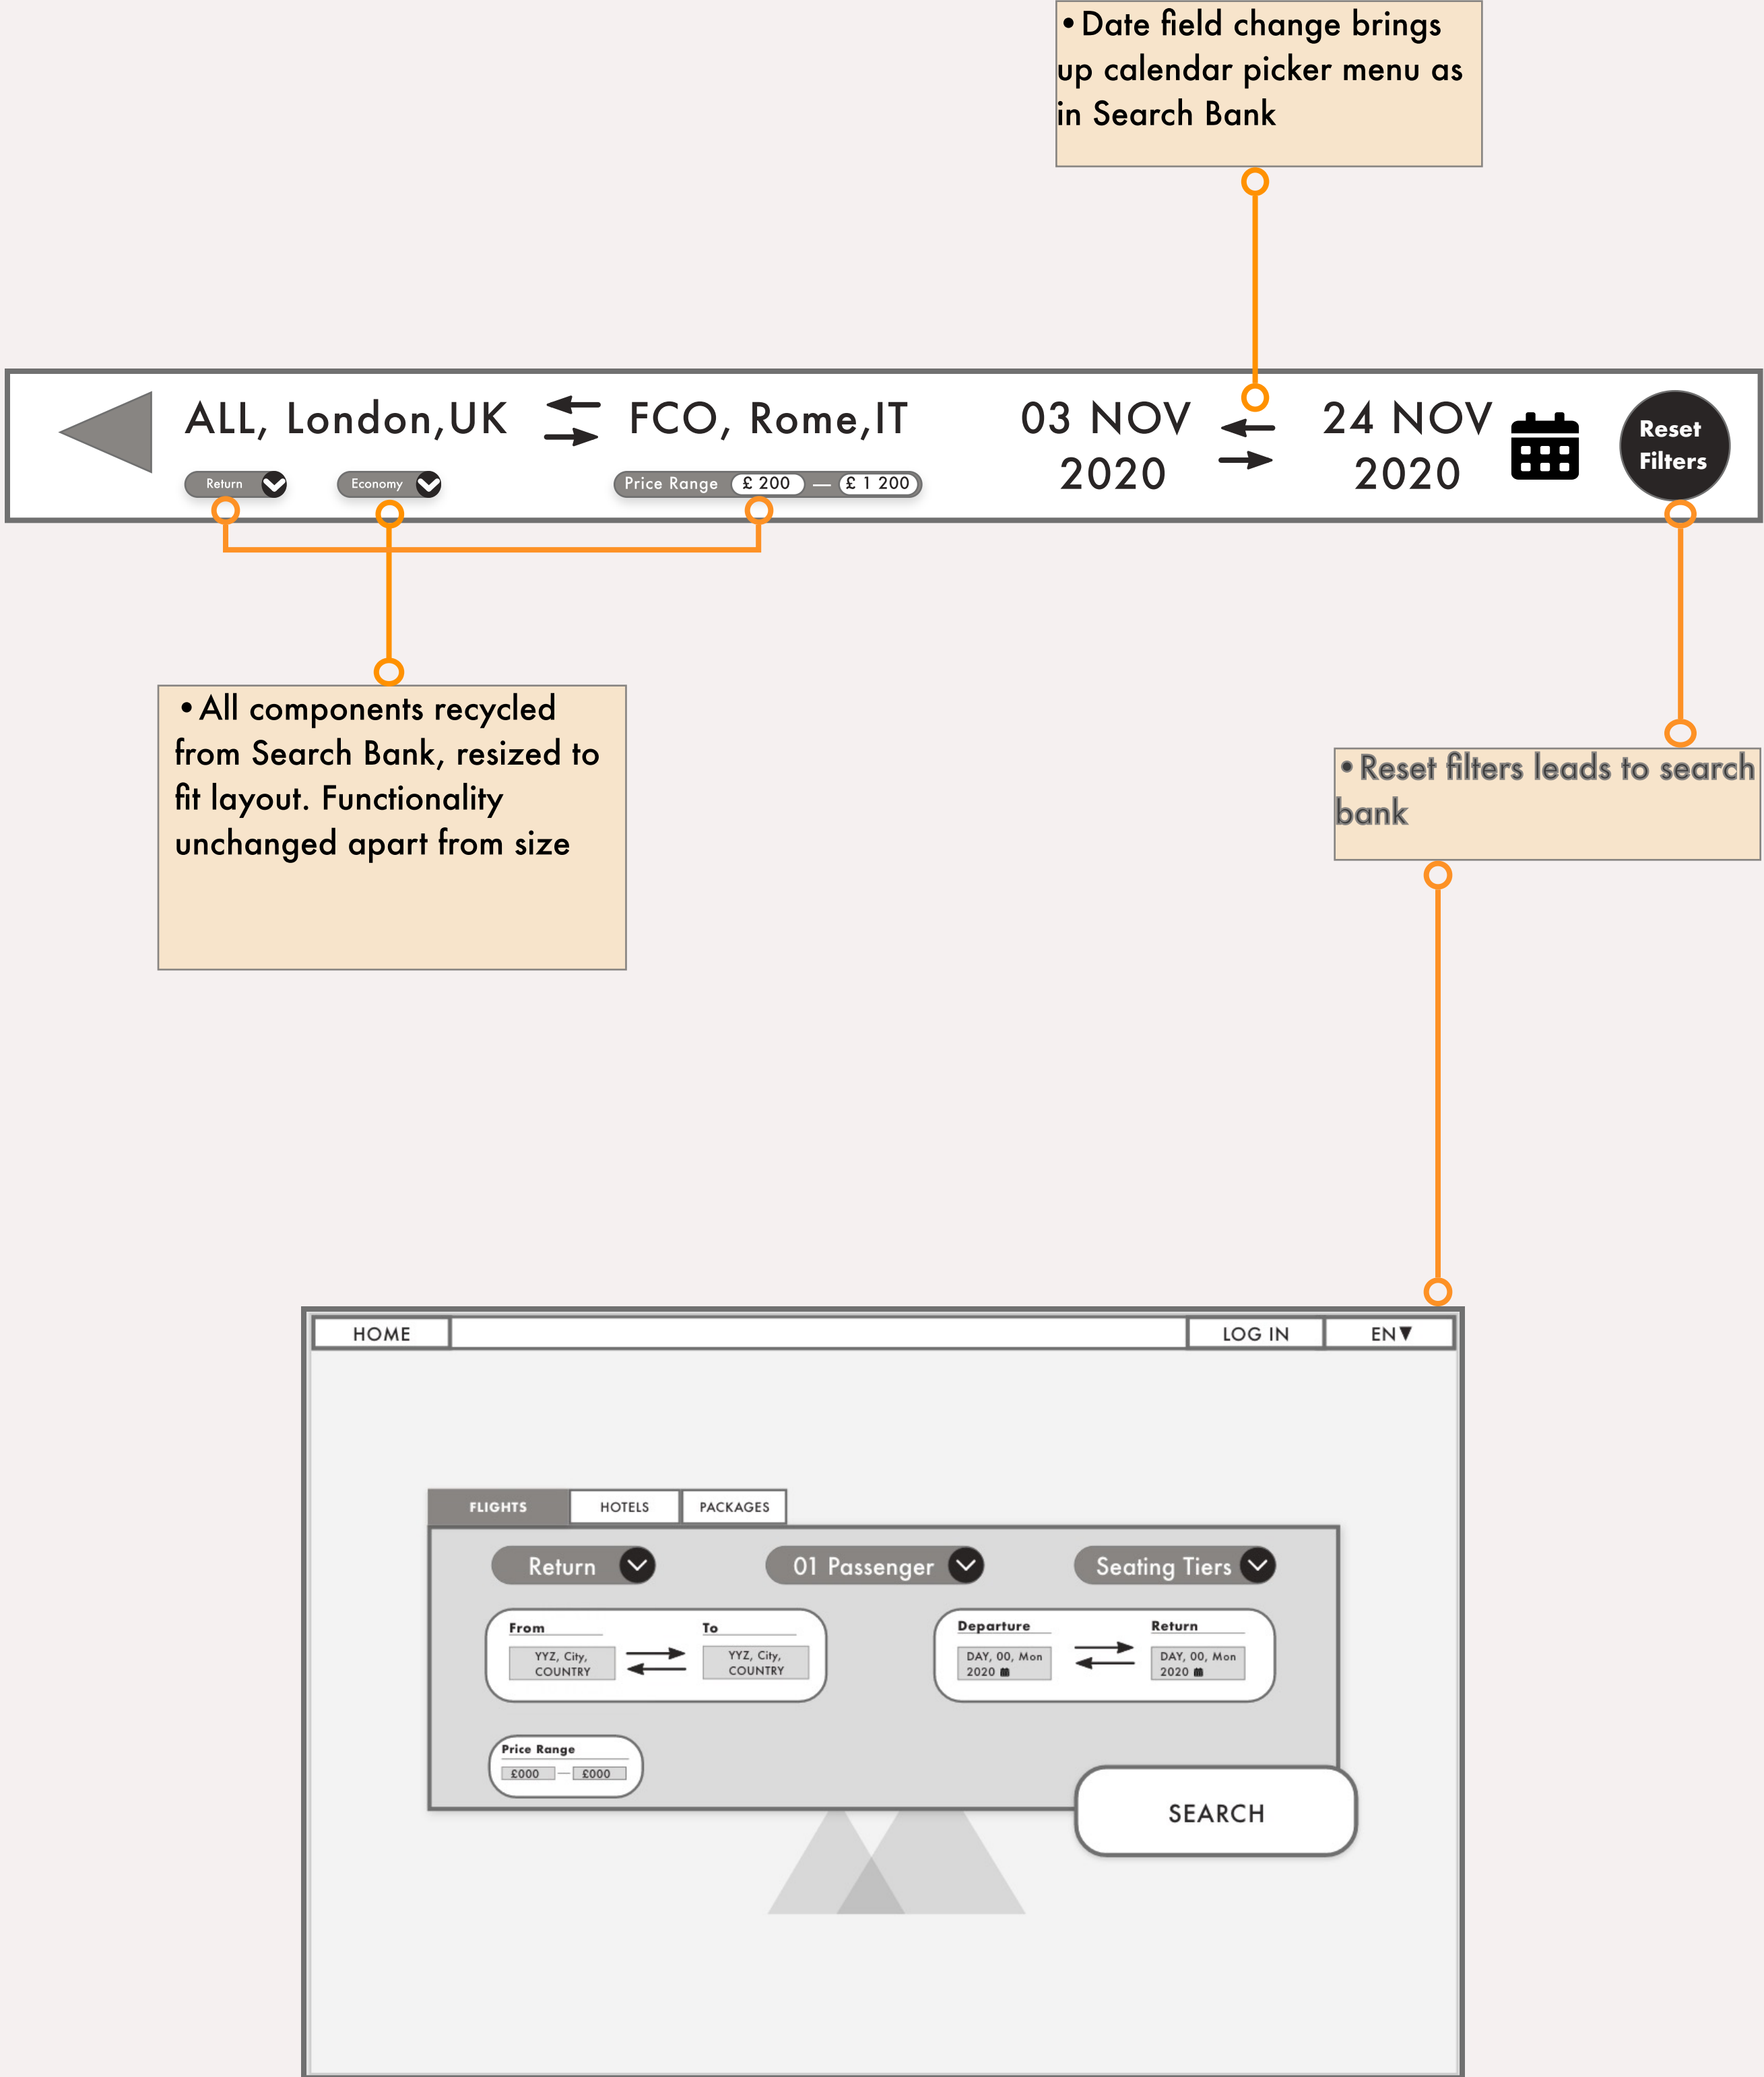 •Date field change brings
up calendar picker menu as
in Search Bank
ALL, London,UK
FCO, Rome,IT
03 NOV
2020
24 NOV
2020
Reset
Filters
Return
Economy
Price Range £ 200 — £ 1 200
•All components recycled
from Search Bank, resized to
fit layout. Functionality
unchanged apart from size
•Reset filters leads to search
bank
HOME
LOG IN
EN▼
FLIGHTS
HOTELS
PACKAGES
Return
01 Passenger
Seating Tiers
From
To
YYZ, City,
COUNTRY
YYZ, City,
COUNTRY
Departure
Return
DAY, 00, Mon
2020
DAY, 00, Mon
2020
Price Range
£000 — £000
SEARCH